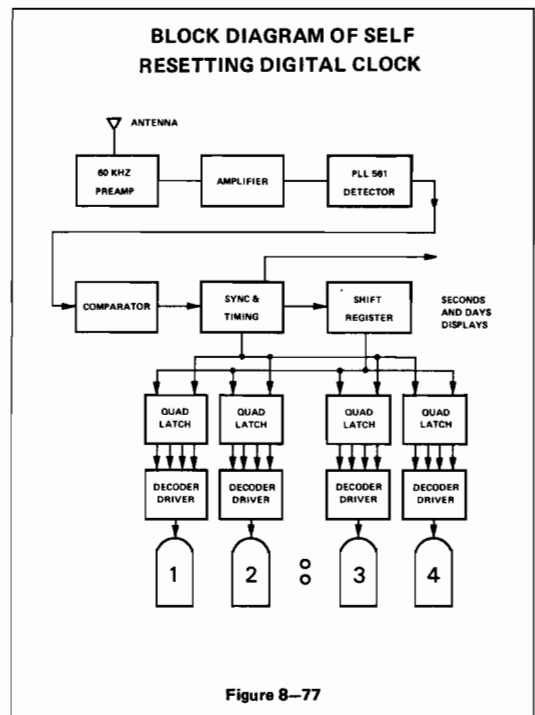 BLOCK DIAGRAM OF SELF
RESETTING DIGITAL CLOCK
ANTENNA
60 KHZ
PREAMP
AMPLIFIER
PLL 561
DETECTOR
COMPARATOR
SYNC &
TIMING
SHIFT
REGISTER
SECONDS
AND DAYS
DISPLAYS
QUAD
LATCH
QUAD
LATCH
QUAD
LATCH
QUAD
LATCH
DECODER
DRIVER
DECODER
DRIVER
DECODER
DRIVER
DECODER
DRIVER
1 2 : 3 4
Figure 8-77